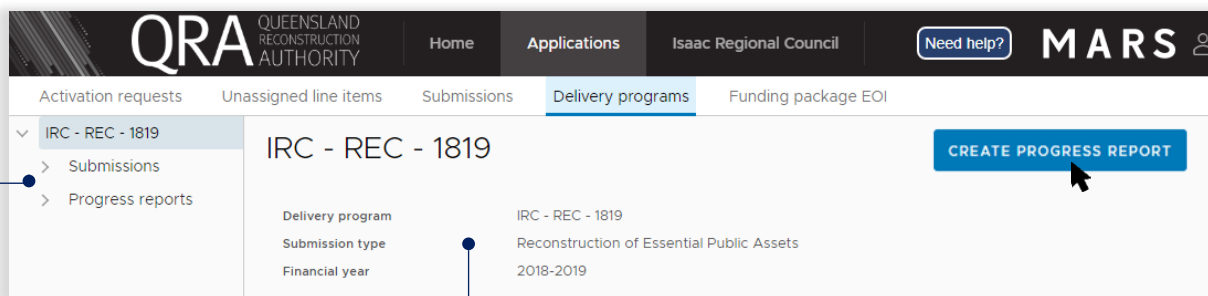 QRA QUEENSLAND
RECONSTRUCTION
AUTHORITY
Home Applications Isaac Regional Council Need help? MARS
Activation requests Unassigned line items Submissions Delivery programs Funding package EOI
IRC - REC - 1819
Submissions
Progress reports
IRC - REC - 1819
CREATE PROGRESS REPORT
Delivery program IRC - REC - 1819
Submission type Reconstruction of Essential Public Assets
Financial year 2018-2019